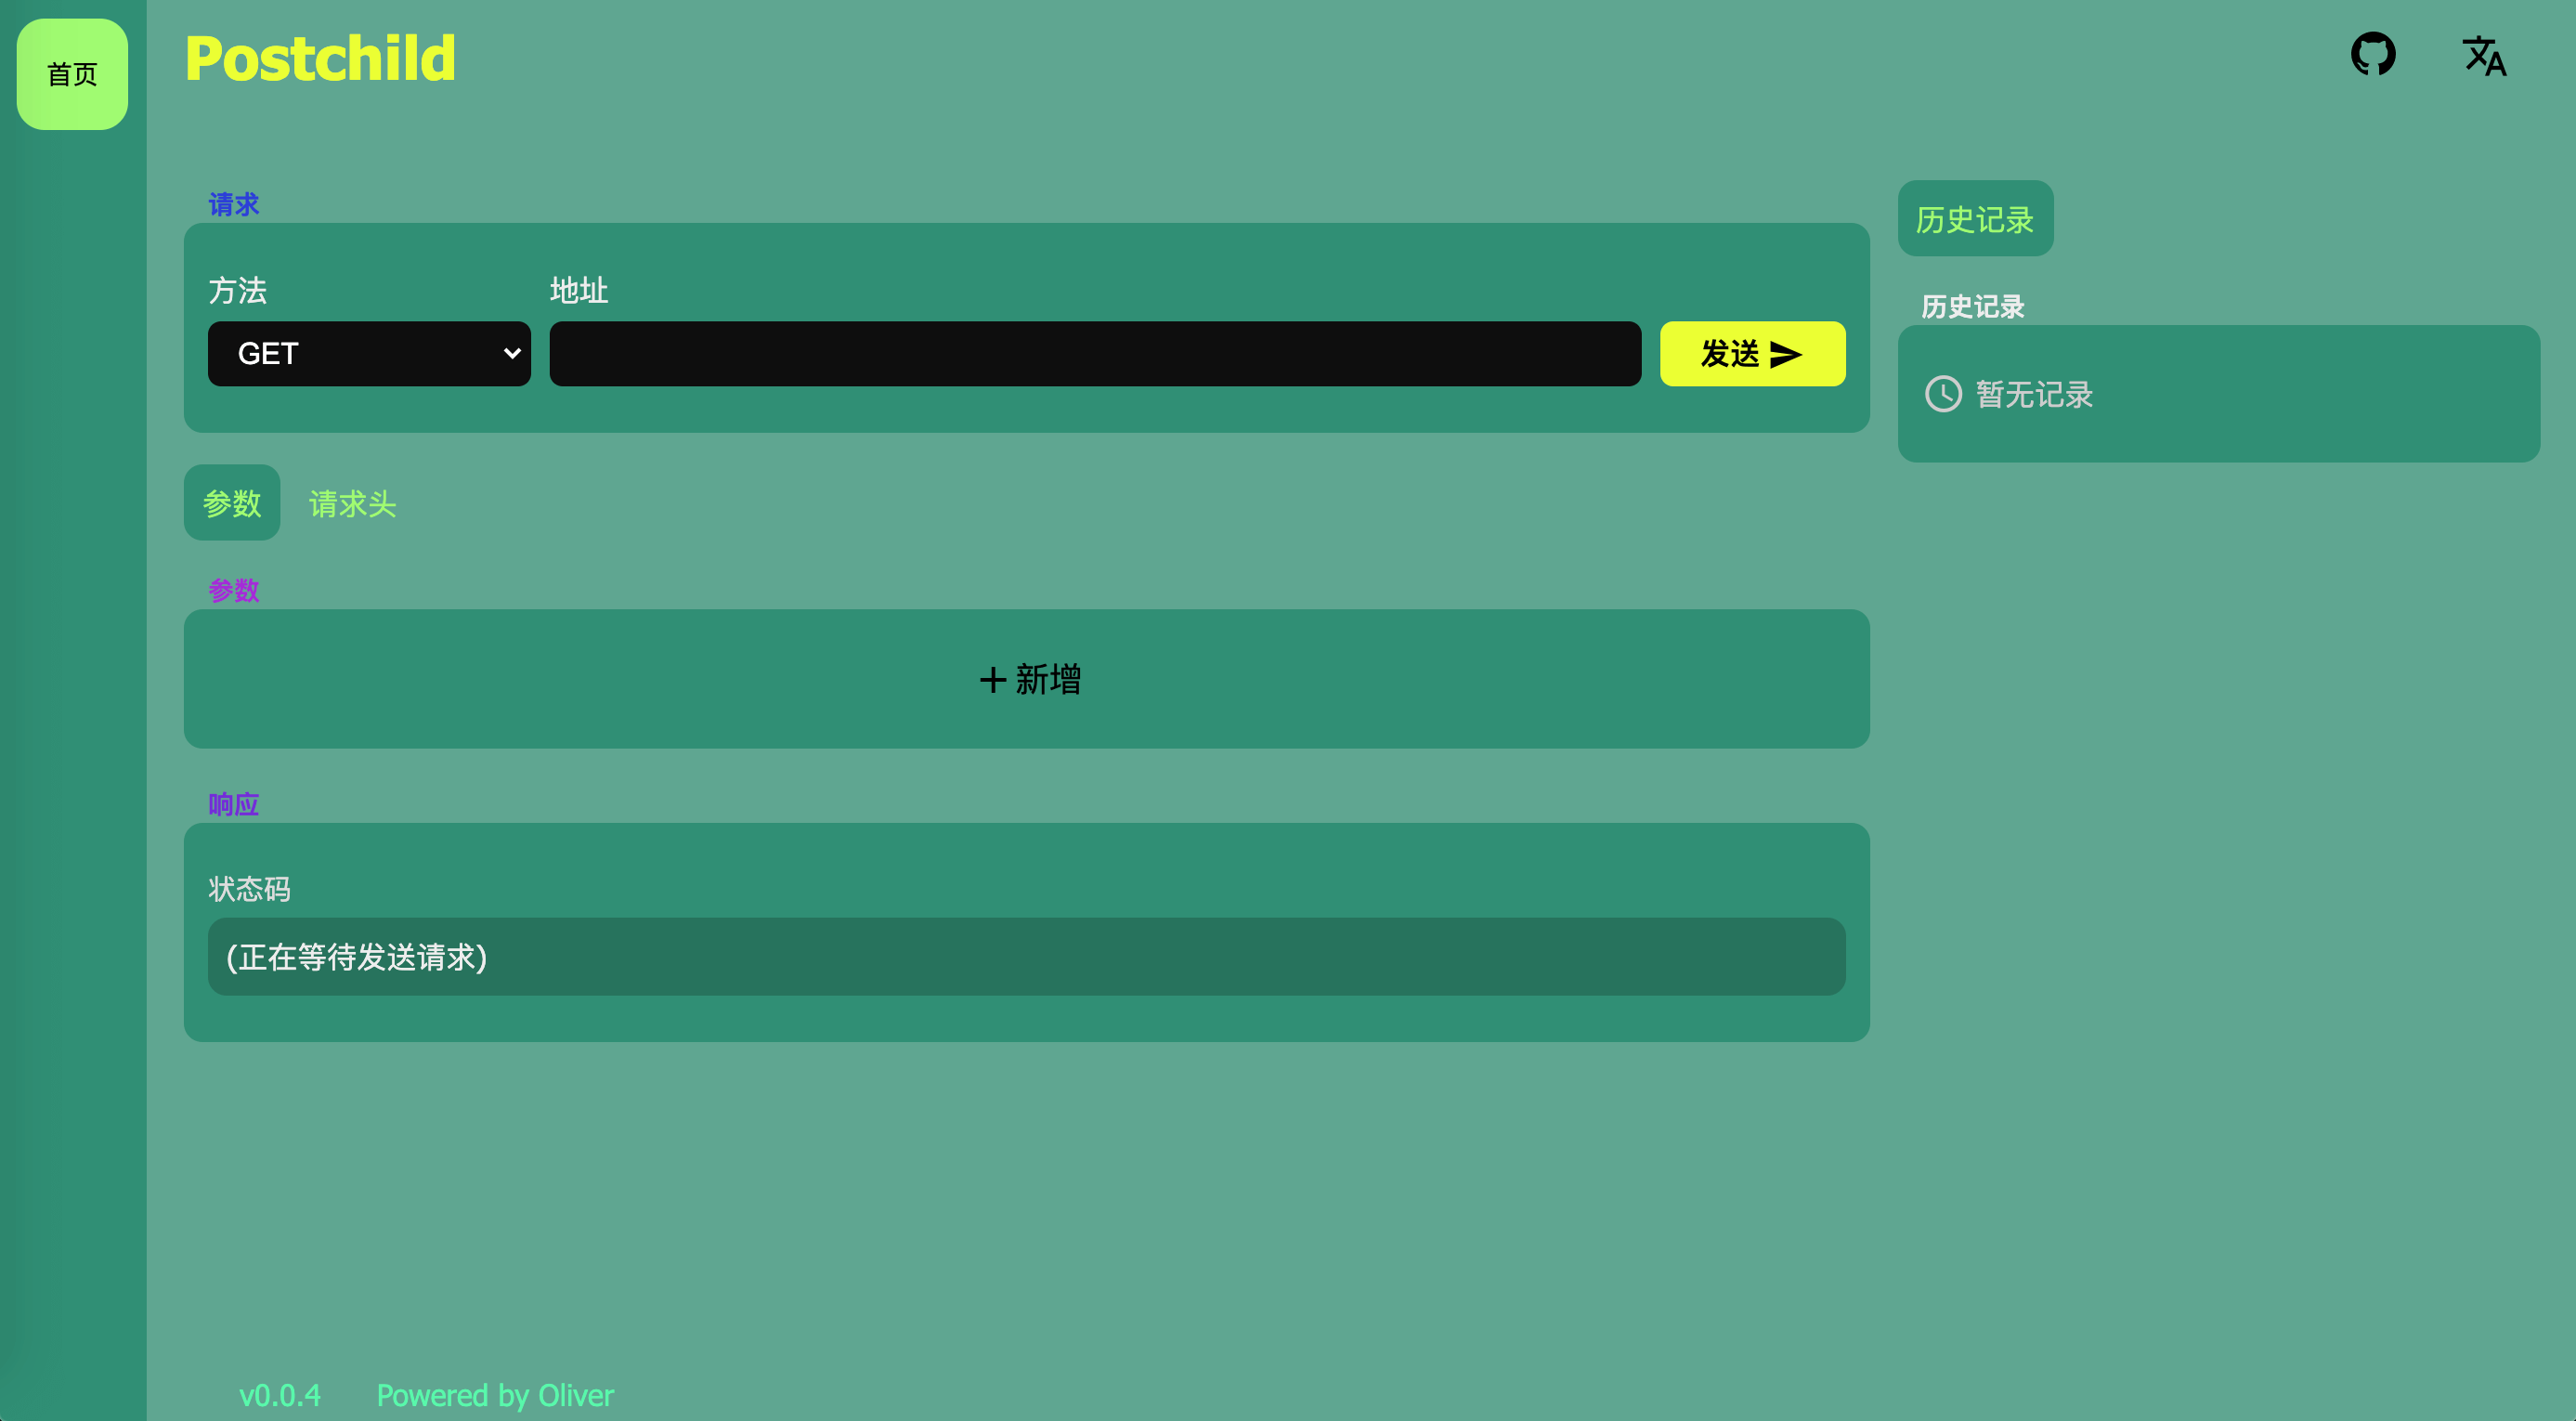 首页
Postchild
请求
方法
地址
GET
发送
参数 请求头
参数
新增
响应
状态码
(正在等待发送请求)
历史记录
历史记录
暂无记录
v0.0.4 Powered by Oliver